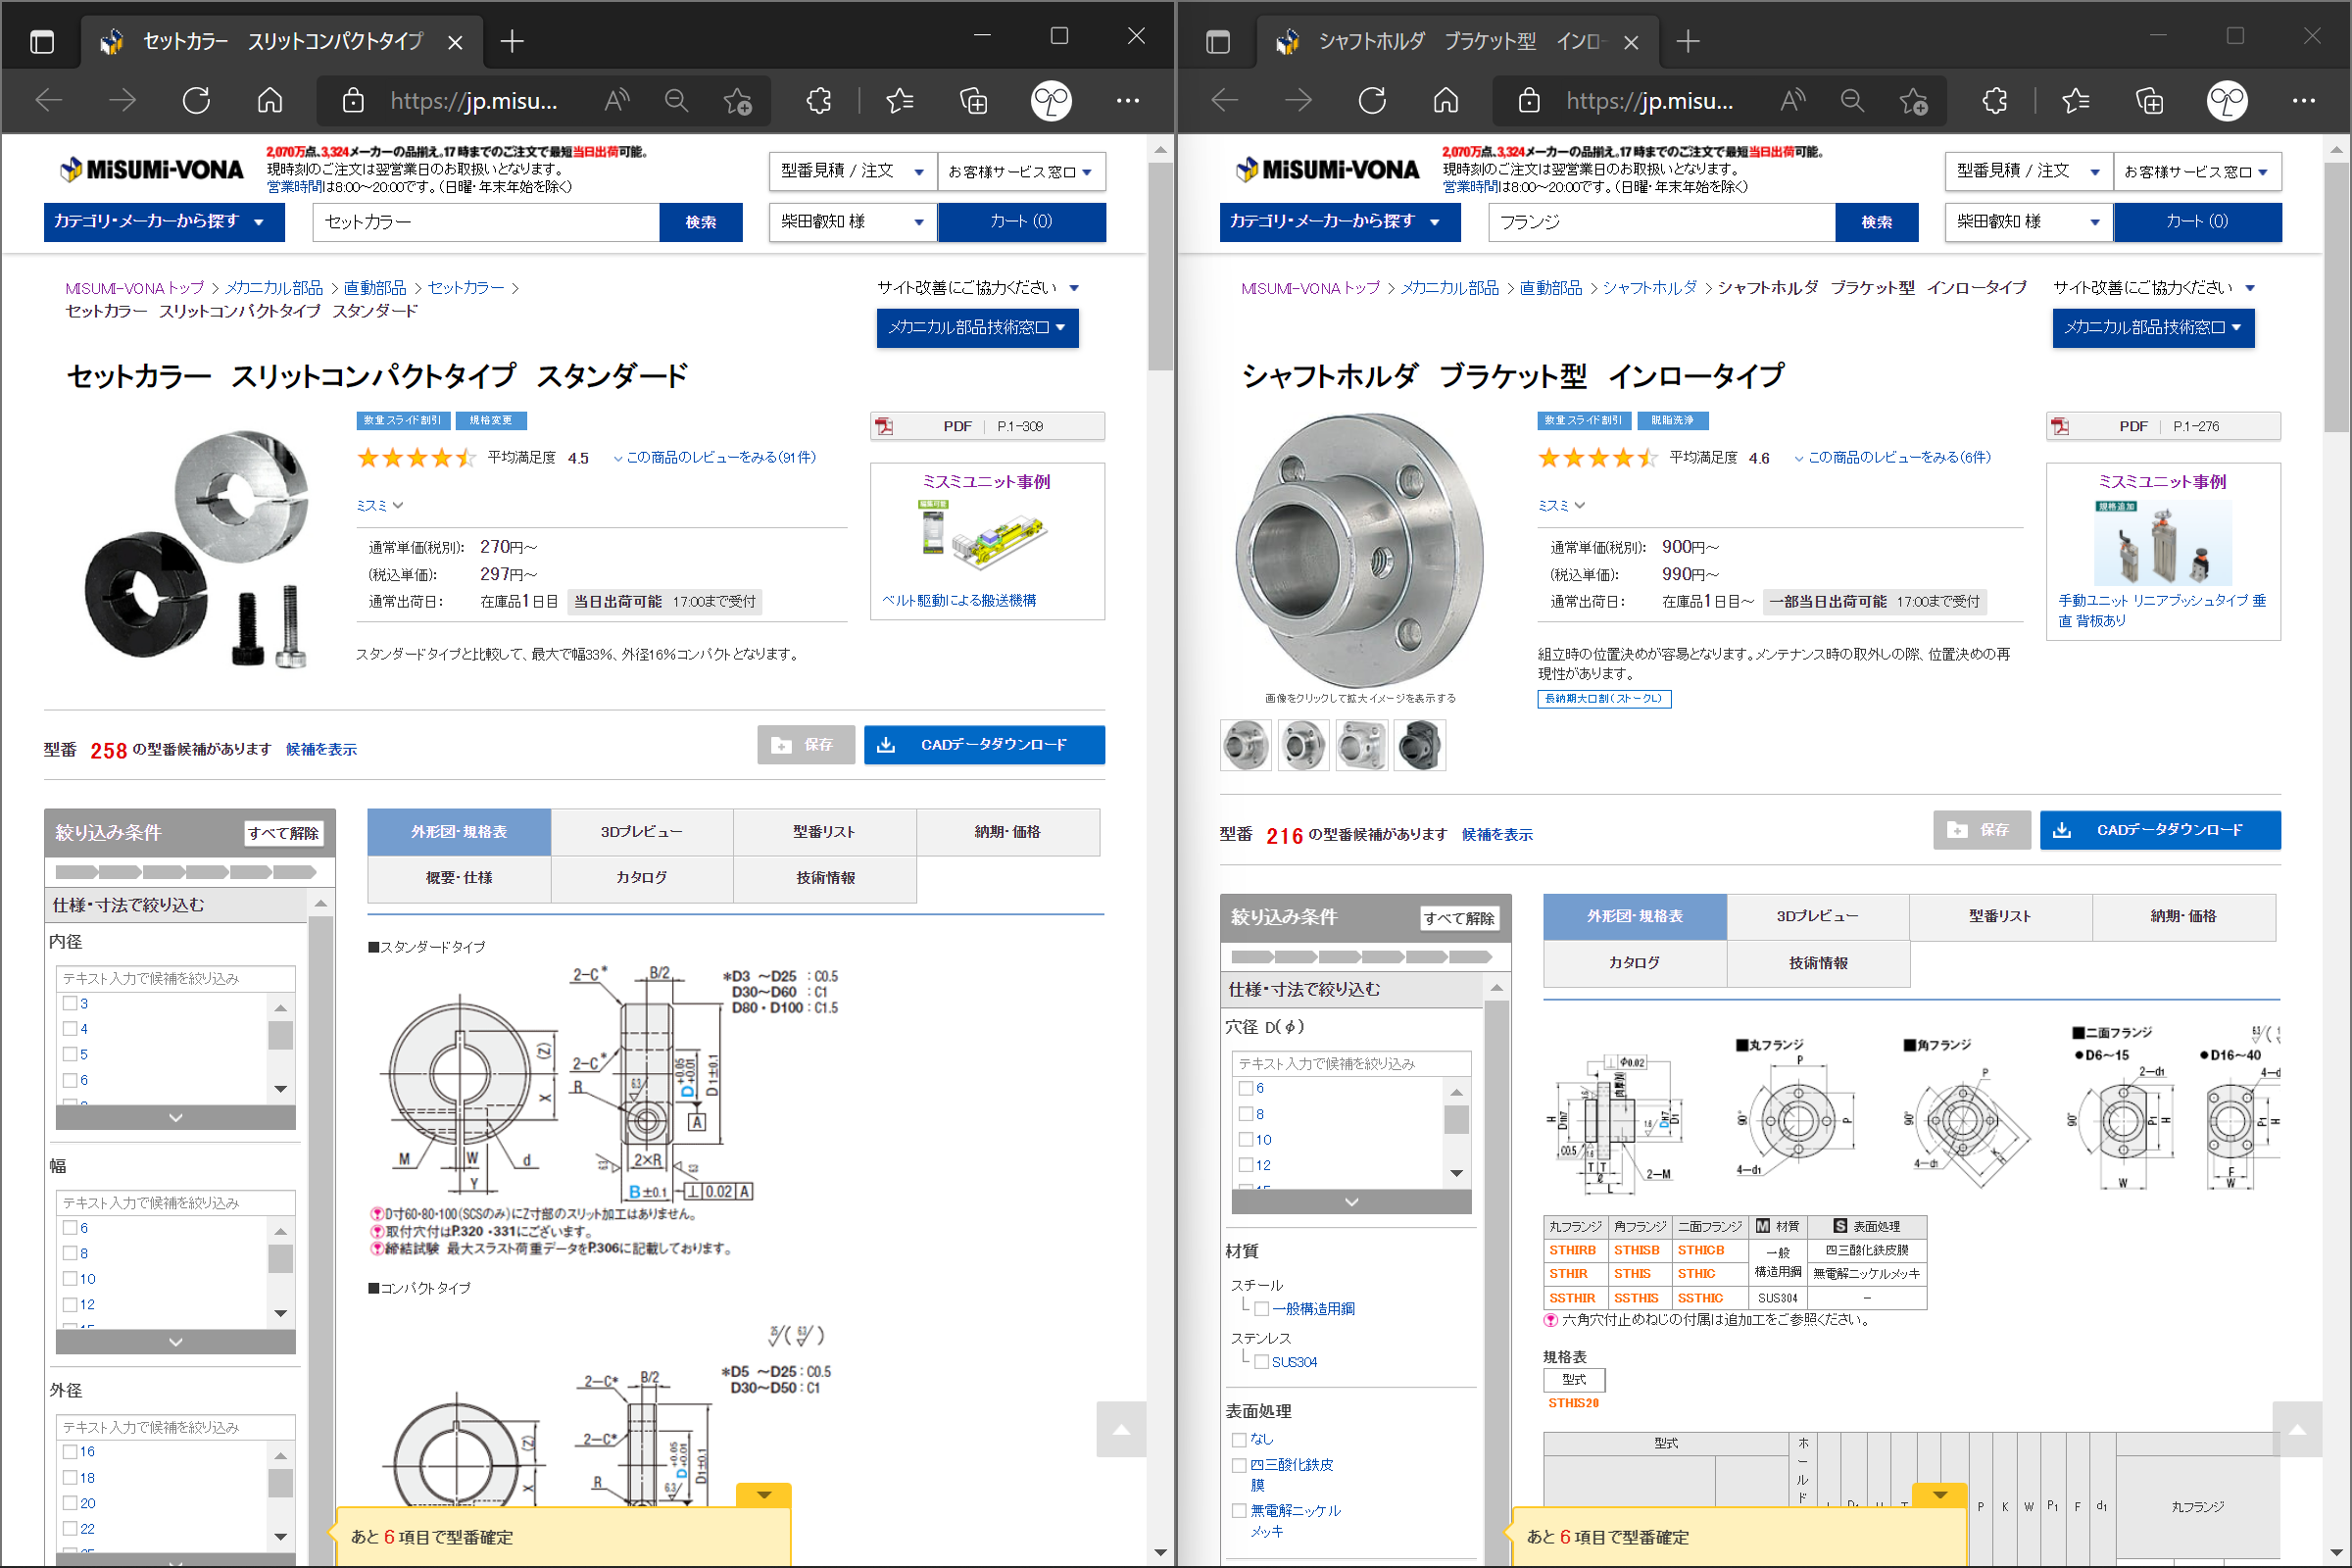 セットカラー　スリットコンパクトタイプ
https://jp.misu...
MiSUMi-VONA
2,070万点、3,324メーカーの品揃え。17時までのご注文で最短当日出荷可能。
現時刻のご注文は翌営業日のお取扱いとなります。
営業時間は8:00～20:00です。(日曜・年末年始を除く)
型番見積 / 注文
お客様サービス窓口
カテゴリ・メーカーから探す
セットカラー
検索
柴田叡知 様
カート (0)
MISUMI-VONAトップ > メカニカル部品 > 直動部品 > セットカラー >
セットカラー　スリットコンパクトタイプ　スタンダード
サイト改善にご協力ください
メカニカル部品技術窓口
セットカラー　スリットコンパクトタイプ　スタンダード
数量スライド割引
規格変更
平均満足度 4.5
この商品のレビューをみる(91件)
ミスミ
通常単価(税別): 270円～
(税込単価): 297円～
通常出荷日: 在庫品1日目 当日出荷可能 17:00まで受付
スタンダードタイプと比較して、最大で幅33%、外径16%コンパクトとなります。
PDF P.1-309
ミスミユニット事例
ベルト駆動による搬送機構
型番 258 の型番候補があります 候補を表示
保存
CADデータダウンロード
絞り込み条件
すべて解除
仕様・寸法で絞り込む
内径
テキスト入力で候補を絞り込み
3
4
5
6
幅
テキスト入力で候補を絞り込み
6
8
10
12
外径
テキスト入力で候補を絞り込み
16
18
20
22
外形図・規格表
3Dプレビュー
型番リスト
納期・価格
概要・仕様
カタログ
技術情報
■スタンダードタイプ
2-C*
B/2
*D3 ～D25 : C0.5
D30～D60 : C1
D80・D100 : C1.5
(Z)
X
2-C*
R
6.3
D +0.05 +0.01
D1±0.1
A
M
W
d
Y
2×R
B±0.1
⊥ 0.02 A
D寸60・80・100(SCSのみ)にZ寸部のスリット加工はありません。
取付穴付はP.320・331にございます。
締結試験 最大スラスト荷重データをP.306に記載しております。
■コンパクトタイプ
2-C*
B/2
*D5 ～D25 : C0.5
D30～D50 : C1
(Z)
X
2-C*
R
6.3
D +0.05 +0.01
D1±0.1
あと 6 項目で型番確定
シャフトホルダ　ブラケット型　インロー
https://jp.misu...
MiSUMi-VONA
2,070万点、3,324メーカーの品揃え。17時までのご注文で最短当日出荷可能。
現時刻のご注文は翌営業日のお取扱いとなります。
営業時間は8:00～20:00です。(日曜・年末年始を除く)
型番見積 / 注文
お客様サービス窓口
カテゴリ・メーカーから探す
フランジ
検索
柴田叡知 様
カート (0)
MISUMI-VONAトップ > メカニカル部品 > 直動部品 > シャフトホルダ > シャフトホルダ　ブラケット型　インロータイプ
サイト改善にご協力ください
メカニカル部品技術窓口
シャフトホルダ　ブラケット型　インロータイプ
数量スライド割引
脱脂洗浄
平均満足度 4.6
この商品のレビューをみる(6件)
ミスミ
通常単価(税別): 900円～
(税込単価): 990円～
通常出荷日: 在庫品1日目～ 一部当日出荷可能 17:00まで受付
組立時の位置決めが容易となります。メンテナンス時の取外しの際、位置決めの再
現性があります。
長納期大口割(ストークL)
画像をクリックして拡大イメージを表示する
PDF P.1-276
ミスミユニット事例
規格追加
手動ユニット リニアブッシュタイプ 垂
直 背板あり
型番 216 の型番候補があります 候補を表示
保存
CADデータダウンロード
絞り込み条件
すべて解除
仕様・寸法で絞り込む
穴径 D(φ)
テキスト入力で候補を絞り込み
6
8
10
12
材質
スチール
一般構造用鋼
ステンレス
SUS304
表面処理
なし
四三酸化鉄皮
膜
無電解ニッケル
メッキ
外形図・規格表
3Dプレビュー
型番リスト
納期・価格
カタログ
技術情報
■丸フランジ
■角フランジ
■二面フランジ
●D6～15
●D16～40
⊥ φ0.02
2-M
C0.5
4-d1
4-d1
2-d1
90°
90°
90°
丸フランジ 角フランジ 二面フランジ M 材質 S 表面処理
STHIRB STHISB STHICB 一般 四三酸化鉄皮膜
STHIR STHIS STHIC 構造用鋼 無電解ニッケルメッキ
SSTHIR SSTHIS SSTHIC SUS304 -
六角穴付止めねじの付属は追加工をご参照ください。
規格表
型式
STHIS20
型式
ホールド
P K W P1 F d1
丸フランジ
あと 6 項目で型番確定